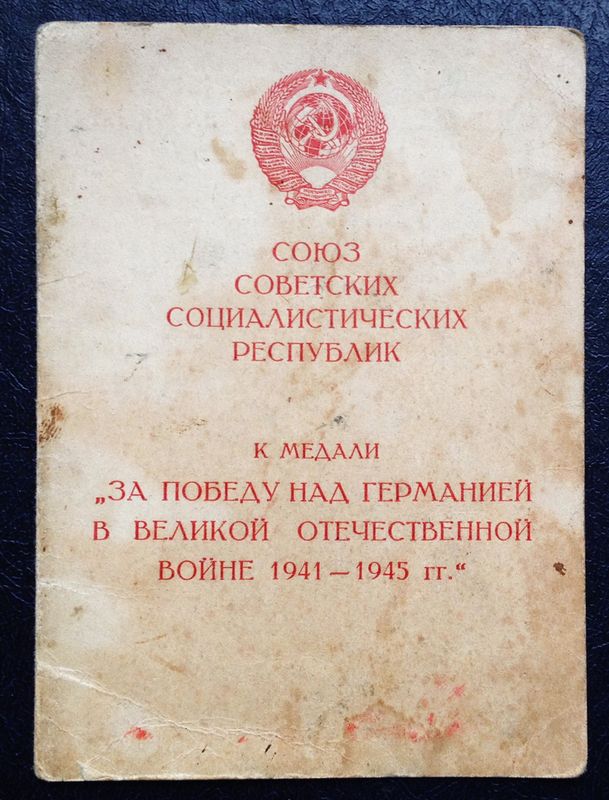 СОЮЗ
СОВЕТСКИХ
СОЦИАЛИСТИЧЕСКИХ
РЕСПУБЛИК
К МЕДАЛИ
„ЗА ПОБЕДУ НАД ГЕРМАНИЕЙ
В ВЕЛИКОЙ ОТЕЧЕСТВЕННОЙ
ВОЙНЕ 1941 — 1945 гг.“